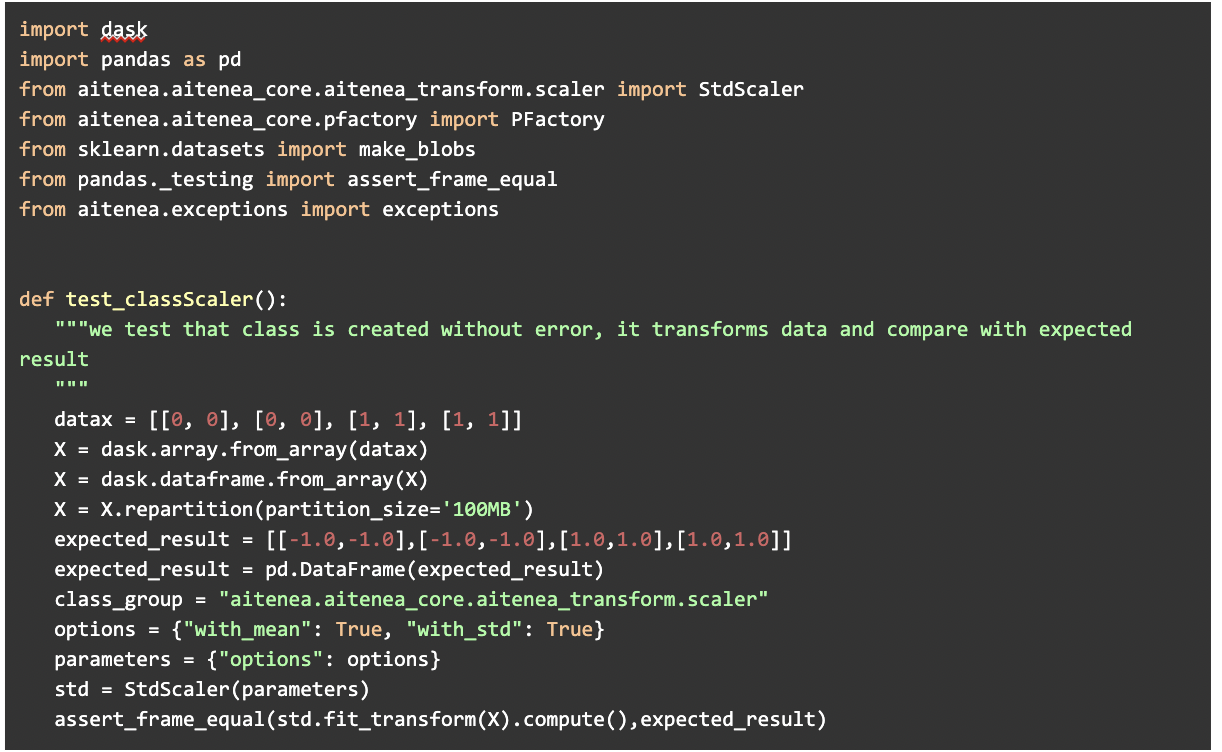 import dask
import pandas as pd
from aitenea.aitenea_core.aitenea_transform.scaler import StdScaler
from aitenea.aitenea_core.pfactory import PFactory
from sklearn.datasets import make_blobs
from pandas._testing import assert_frame_equal
from aitenea.exceptions import exceptions


def test_classScaler():
   """we test that class is created without error, it transforms data and compare with expected
result
   """
   datax = [[0, 0], [0, 0], [1, 1], [1, 1]]
   X = dask.array.from_array(datax)
   X = dask.dataframe.from_array(X)
   X = X.repartition(partition_size='100MB')
   expected_result = [[-1.0,-1.0],[-1.0,-1.0],[1.0,1.0],[1.0,1.0]]
   expected_result = pd.DataFrame(expected_result)
   class_group = "aitenea.aitenea_core.aitenea_transform.scaler"
   options = {"with_mean": True, "with_std": True}
   parameters = {"options": options}
   std = StdScaler(parameters)
   assert_frame_equal(std.fit_transform(X).compute(),expected_result)